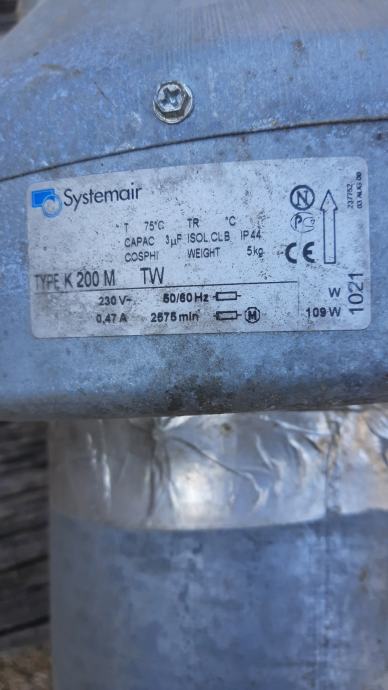 Systemair
T 75°C TR °C
CAPAC 3µF ISOL.CL.B IP44
COSPHI WEIGHT 5kg
TYPE K 200 M TW
230 V~ 50/60 Hz
0,47 A 2575 min M
N
CE
W
109 W
1021